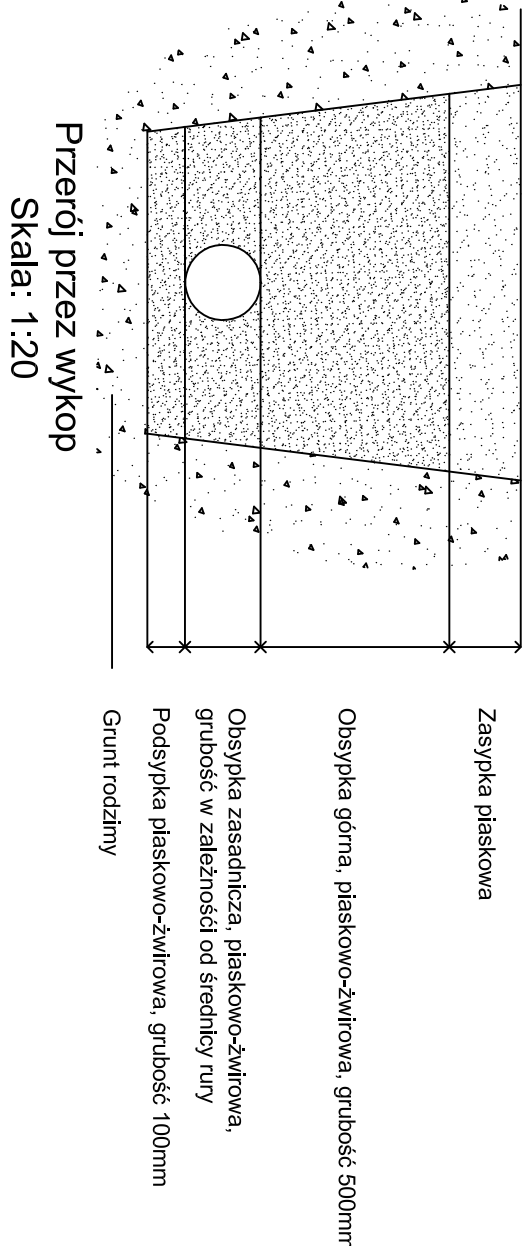 Zasypka piaskowa
Obsypka górna, piaskowo-żwirowa, grubość 500mm
Obsypka zasadnicza, piaskowo-żwirowa,
grubość w zależnośći od średnicy rury
Podsypka piaskowo-żwirowa, grubość 100mm
Grunt rodzimy
Przerój przez wykop
Skala: 1:20